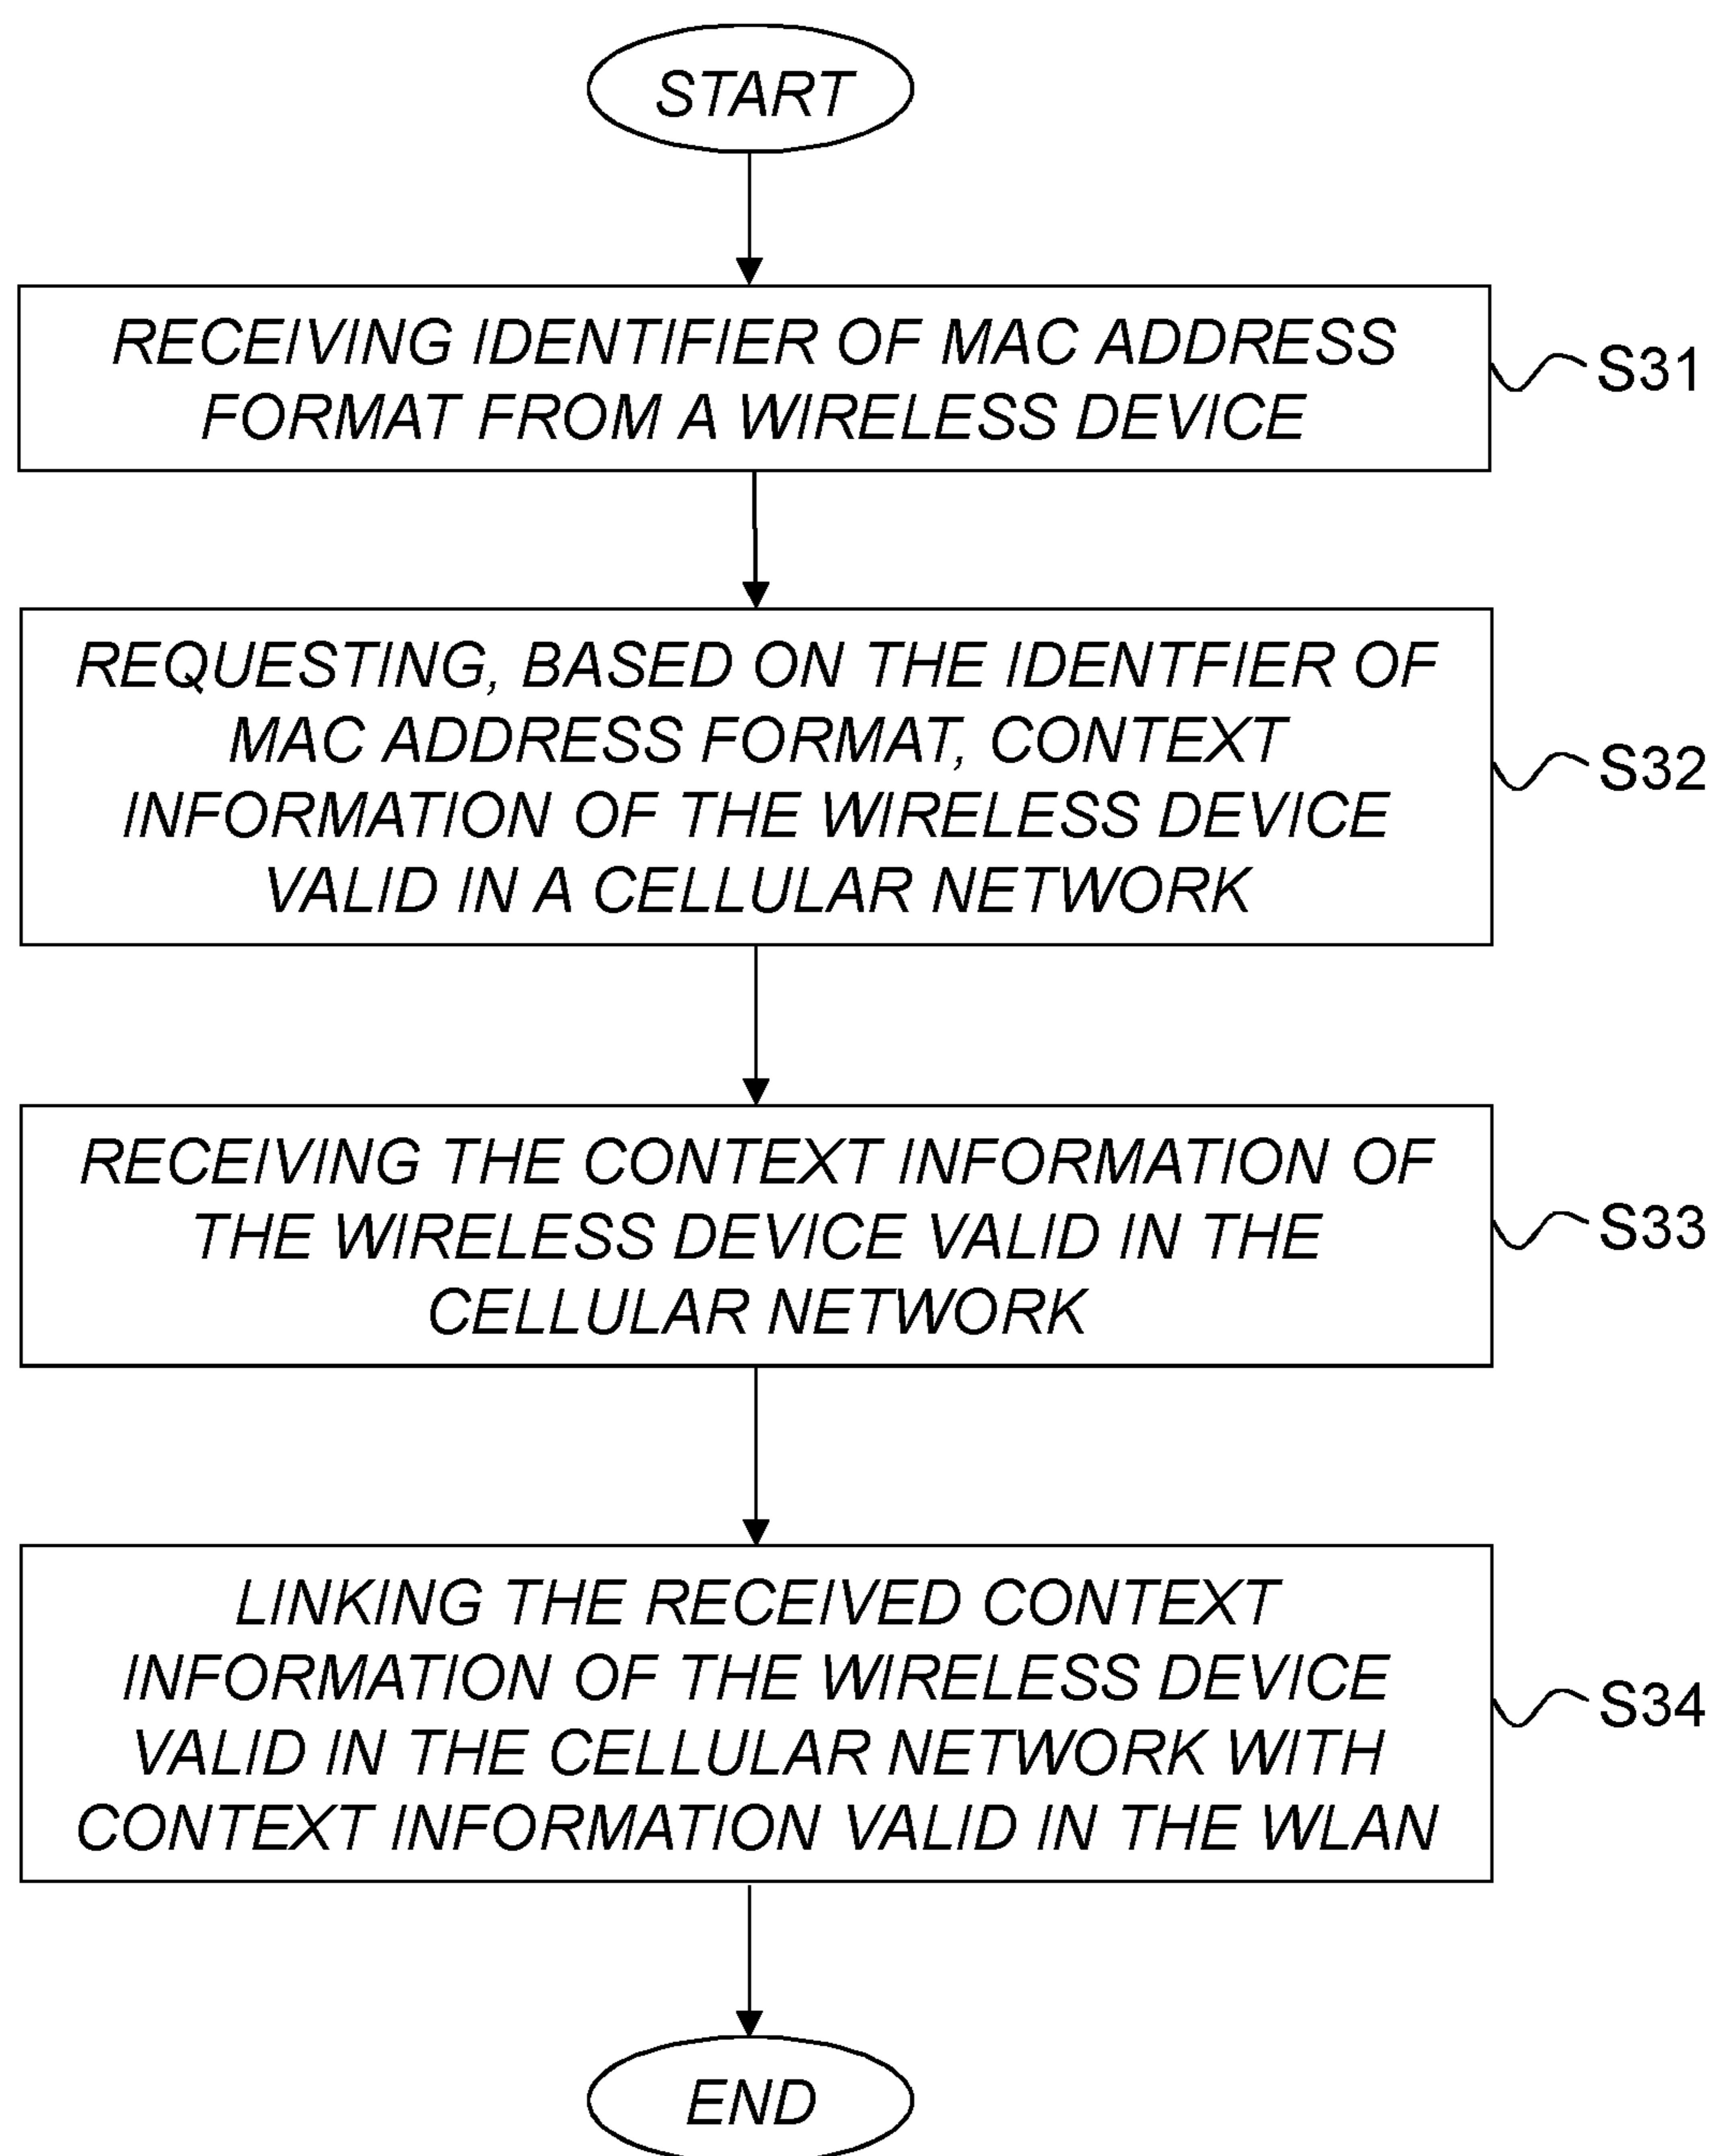 START
RECEIVING IDENTIFIER OF MAC ADDRESS
FORMAT FROM A WIRELESS DEVICE
S31
REQUESTING, BASED ON THE IDENTFIER OF
MAC ADDRESS FORMAT, CONTEXT
INFORMATION OF THE WIRELESS DEVICE
VALID IN A CELLULAR NETWORK
S32
RECEIVING THE CONTEXT INFORMATION OF
THE WIRELESS DEVICE VALID IN THE
CELLULAR NETWORK
S33
LINKING THE RECEIVED CONTEXT
INFORMATION OF THE WIRELESS DEVICE
VALID IN THE CELLULAR NETWORK WITH
CONTEXT INFORMATION VALID IN THE WLAN
S34
END